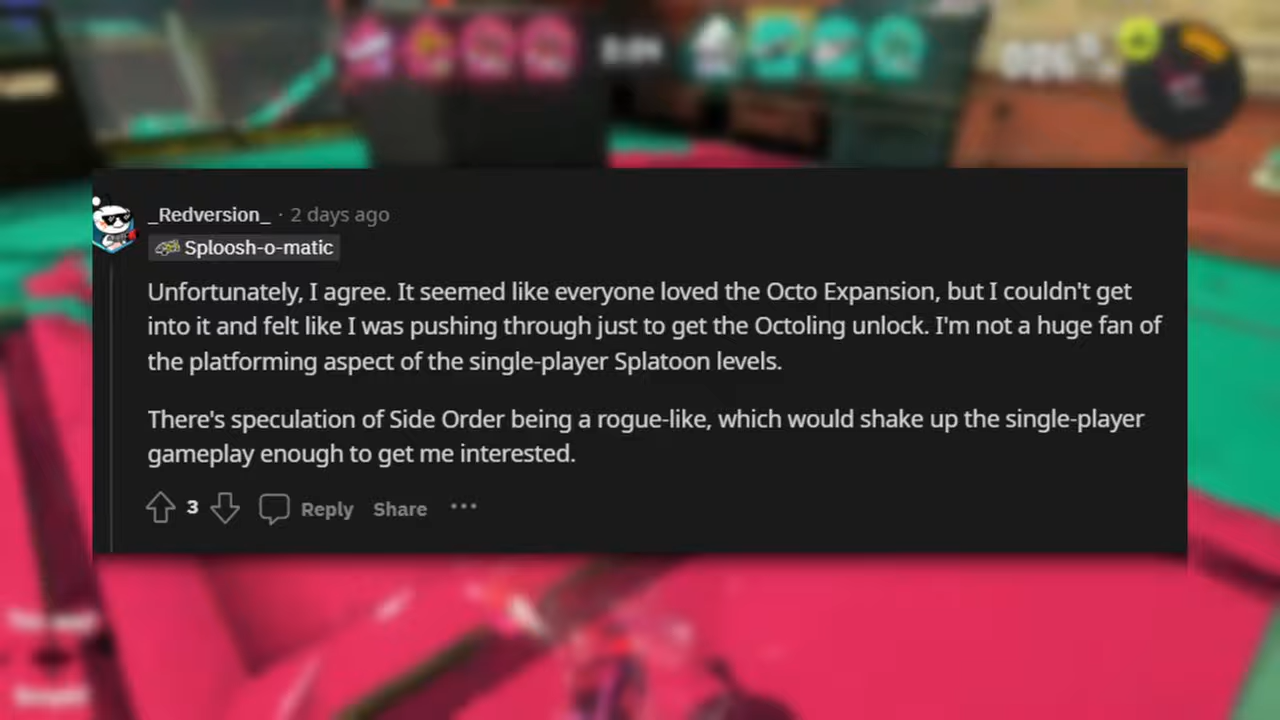 _Redversion_ · 2 days ago
Sploosh-o-matic
Unfortunately, I agree. It seemed like everyone loved the Octo Expansion, but I couldn't get
into it and felt like I was pushing through just to get the Octoling unlock. I'm not a huge fan of
the platforming aspect of the single-player Splatoon levels.
There's speculation of Side Order being a rogue-like, which would shake up the single-player
gameplay enough to get me interested.
3 Reply Share ···